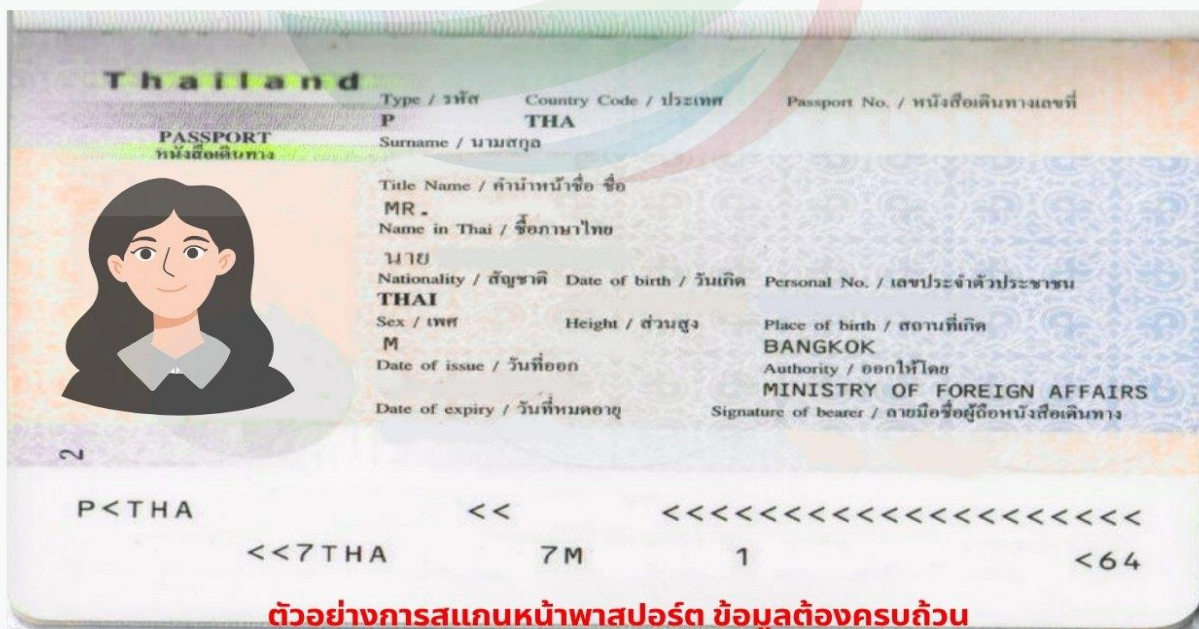 Thailand
PASSPORT
หนังสือเดินทาง
Type / รหัส Country Code / ประเทศ Passport No. / หนังสือเดินทางเลขที่
P THA
Surname / นามสกุล
Title Name / คำนำหน้าชื่อ ชื่อ
MR.
Name in Thai / ชื่อภาษาไทย
นาย
Nationality / สัญชาติ Date of birth / วันเกิด Personal No. / เลขประจำตัวประชาชน
THAI
Sex / เพศ Height / ส่วนสูง Place of birth / สถานที่เกิด
M BANGKOK
Date of issue / วันที่ออก Authority / ออกให้โดย
MINISTRY OF FOREIGN AFFAIRS
Date of expiry / วันที่หมดอายุ Signature of bearer / ลายมือชื่อผู้ถือหนังสือเดินทาง
2
P<THA << <<<<<<<<<<<<<<<<<<<<
<<7THA 7M 1 <64
ตัวอย่างการสแกนหน้าพาสปอร์ต ข้อมูลต้องครบถ้วน